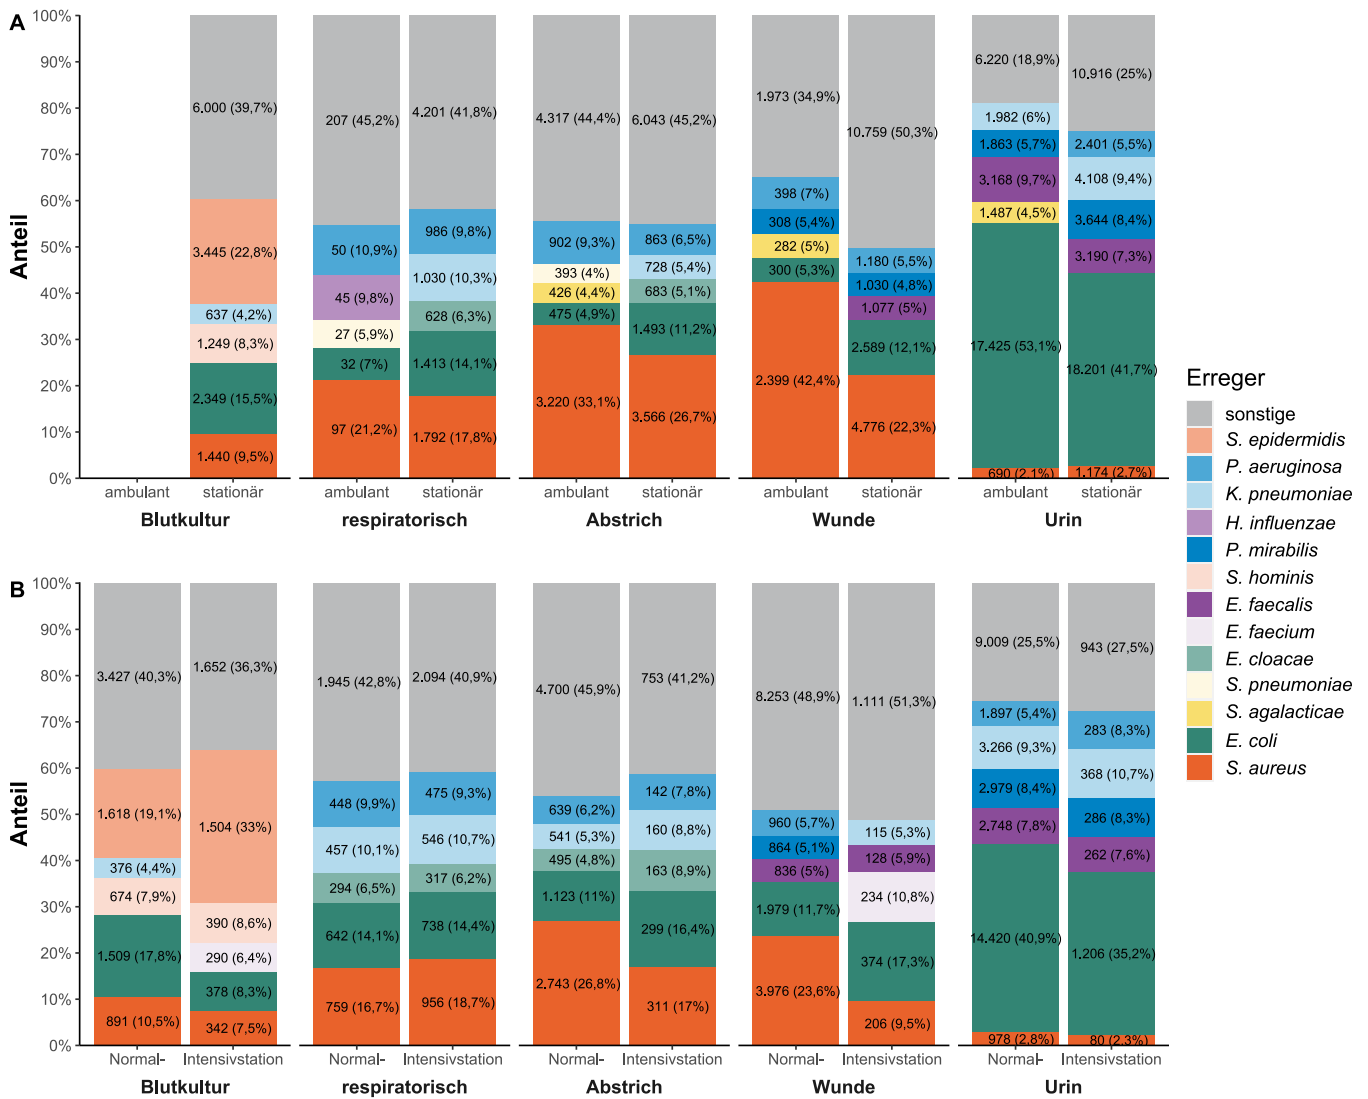 A
Anteil
100%
90%
80%
70%
60%
50%
40%
30%
20%
10%
0%
6.000 (39,7%)
3.445 (22,8%)
637 (4,2%)
1.249 (8,3%)
2.349 (15,5%)
1.440 (9,5%)
ambulant
stationär
Blutkultur
207 (45,2%)
50 (10,9%)
45 (9,8%)
27 (5,9%)
32 (7%)
97 (21,2%)
4.201 (41,8%)
986 (9,8%)
1.030 (10,3%)
628 (6,3%)
1.413 (14,1%)
1.792 (17,8%)
ambulant
stationär
respiratorisch
4.317 (44,4%)
902 (9,3%)
393 (4%)
426 (4,4%)
475 (4,9%)
3.220 (33,1%)
6.043 (45,2%)
863 (6,5%)
728 (5,4%)
683 (5,1%)
1.493 (11,2%)
3.566 (26,7%)
ambulant
stationär
Abstrich
1.973 (34,9%)
398 (7%)
308 (5,4%)
282 (5%)
300 (5,3%)
2.399 (42,4%)
10.759 (50,3%)
1.180 (5,5%)
1.030 (4,8%)
1.077 (5%)
2.589 (12,1%)
4.776 (22,3%)
ambulant
stationär
Wunde
6.220 (18,9%)
1.982 (6%)
1.863 (5,7%)
3.168 (9,7%)
1.487 (4,5%)
17.425 (53,1%)
690 (2,1%)
10.916 (25%)
2.401 (5,5%)
4.108 (9,4%)
3.644 (8,4%)
3.190 (7,3%)
18.201 (41,7%)
1.174 (2,7%)
ambulant
stationär
Urin
Erreger
sonstige
S. epidermidis
P. aeruginosa
K. pneumoniae
H. influenzae
P. mirabilis
S. hominis
E. faecalis
E. faecium
E. cloacae
S. pneumoniae
S. agalacticae
E. coli
S. aureus
B
Anteil
100%
90%
80%
70%
60%
50%
40%
30%
20%
10%
0%
3.427 (40,3%)
1.618 (19,1%)
376 (4,4%)
674 (7,9%)
1.509 (17,8%)
891 (10,5%)
1.652 (36,3%)
1.504 (33%)
390 (8,6%)
290 (6,4%)
378 (8,3%)
342 (7,5%)
Normal-
Intensivstation
Blutkultur
1.945 (42,8%)
448 (9,9%)
457 (10,1%)
294 (6,5%)
642 (14,1%)
759 (16,7%)
2.094 (40,9%)
475 (9,3%)
546 (10,7%)
317 (6,2%)
738 (14,4%)
956 (18,7%)
Normal-
Intensivstation
respiratorisch
4.700 (45,9%)
639 (6,2%)
541 (5,3%)
495 (4,8%)
1.123 (11%)
2.743 (26,8%)
753 (41,2%)
142 (7,8%)
160 (8,8%)
163 (8,9%)
299 (16,4%)
311 (17%)
Normal-
Intensivstation
Abstrich
8.253 (48,9%)
960 (5,7%)
864 (5,1%)
836 (5%)
1.979 (11,7%)
3.976 (23,6%)
1.111 (51,3%)
115 (5,3%)
128 (5,9%)
234 (10,8%)
374 (17,3%)
206 (9,5%)
Normal-
Intensivstation
Wunde
9.009 (25,5%)
1.897 (5,4%)
3.266 (9,3%)
2.979 (8,4%)
2.748 (7,8%)
14.420 (40,9%)
978 (2,8%)
943 (27,5%)
283 (8,3%)
368 (10,7%)
286 (8,3%)
262 (7,6%)
1.206 (35,2%)
80 (2,3%)
Normal-
Intensivstation
Urin